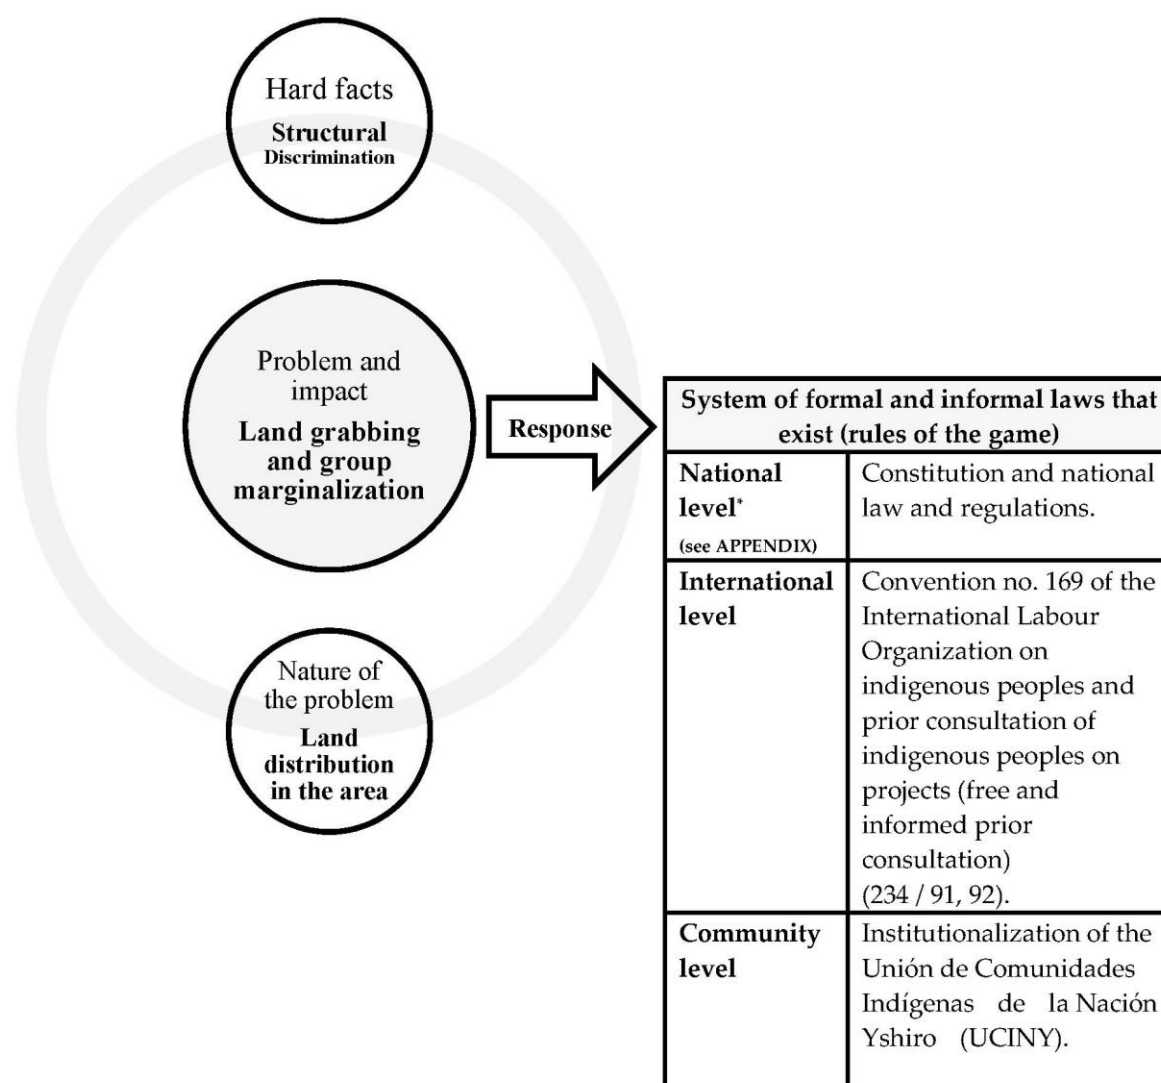 Hard facts
Structural
Discrimination
Problem and
impact
Land grabbing
and group
marginalization
Response
Nature of
the problem
Land
distribution
in the area
System of formal and informal laws that
exist (rules of the game)
National
level*
(see APPENDIX)
Constitution and national
law and regulations.
International
level
Convention no. 169 of the
International Labour
Organization on
indigenous peoples and
prior consultation of
indigenous peoples on
projects (free and
informed prior
consultation)
(234 / 91, 92).
Community
level
Institutionalization of the
Unión de Comunidades
Indígenas de la Nación
Yshiro (UCINY).